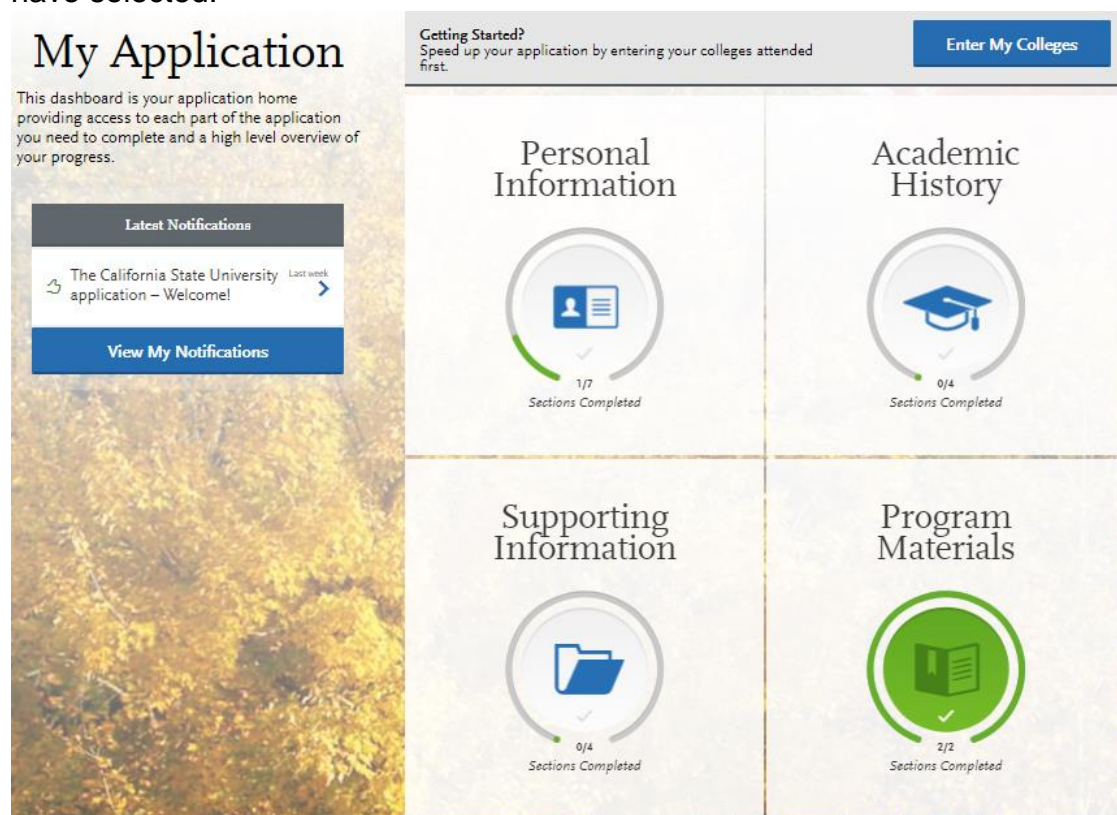 have selected.
My Application
This dashboard is your application home
providing access to each part of the application
you need to complete and a high level overview of
your progress.
Latest Notifications
The California State University
application – Welcome!
Last week
View My Notifications
Getting Started?
Speed up your application by entering your colleges attended
first.
Enter My Colleges
Personal
Information
1/7
Sections Completed
Academic
History
0/4
Sections Completed
Supporting
Information
0/4
Sections Completed
Program
Materials
2/2
Sections Completed